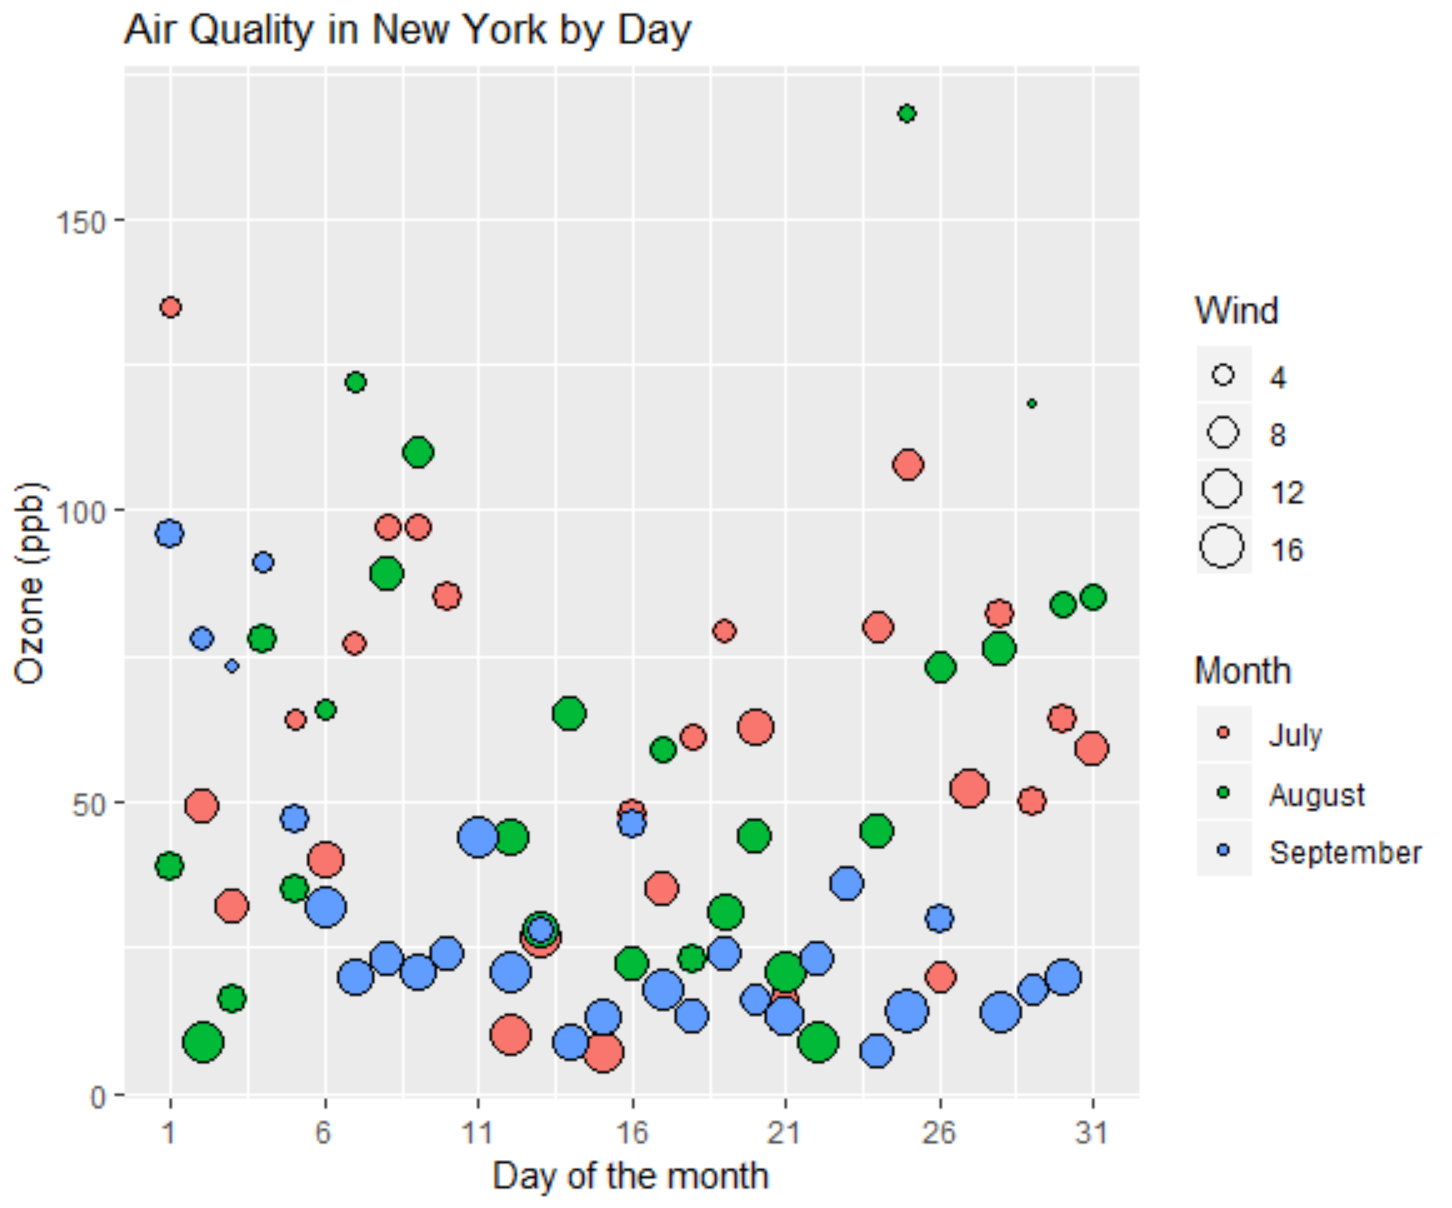 Air Quality in New York by Day
Ozone (ppb)
150
100
50
0
1 6 11 16 21 26 31
Day of the month
Wind
4
8
12
16
Month
July
August
September